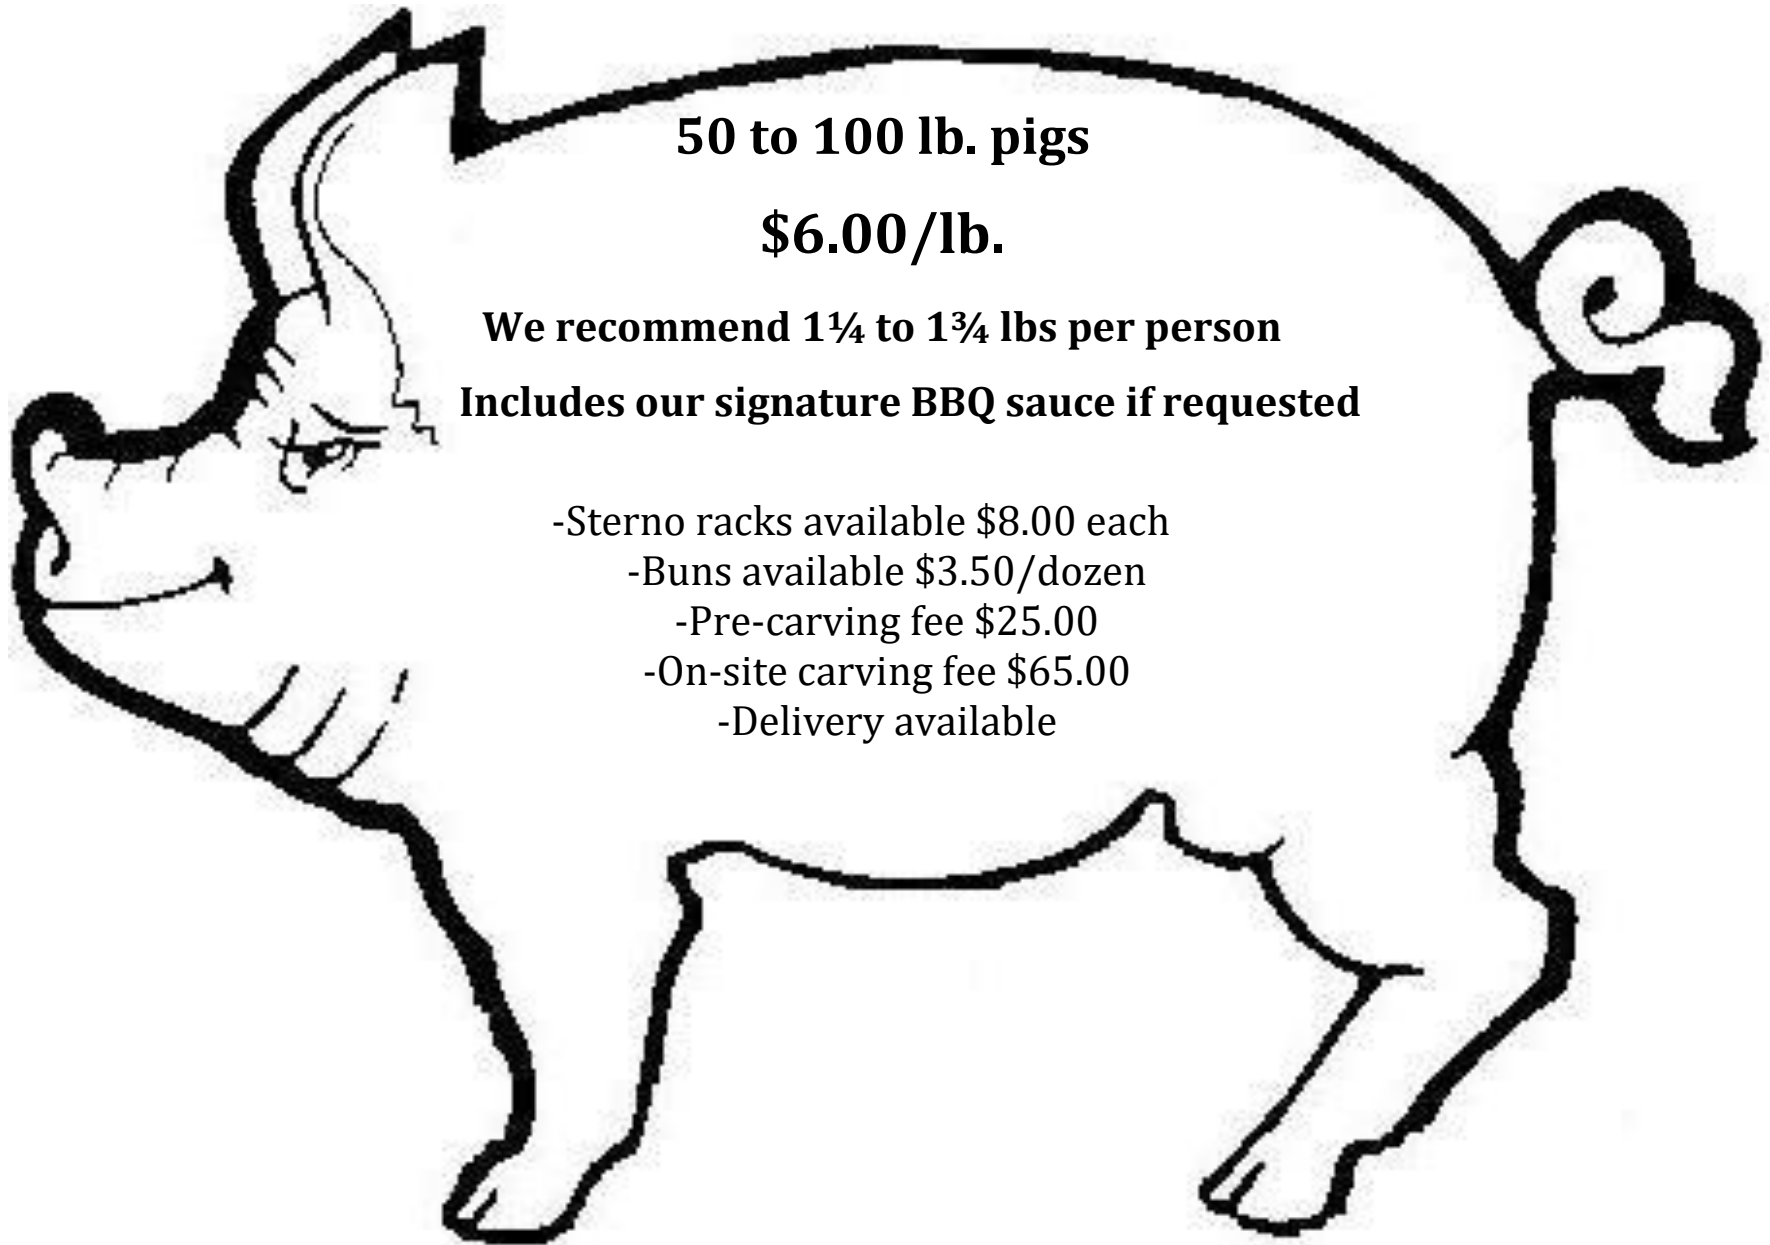 50 to 100 lb. pigs
$6.00/lb.
We recommend 1¼ to 1¾ lbs per person
Includes our signature BBQ sauce if requested
-Sterno racks available $8.00 each
-Buns available $3.50/dozen
-Pre-carving fee $25.00
-On-site carving fee $65.00
-Delivery available